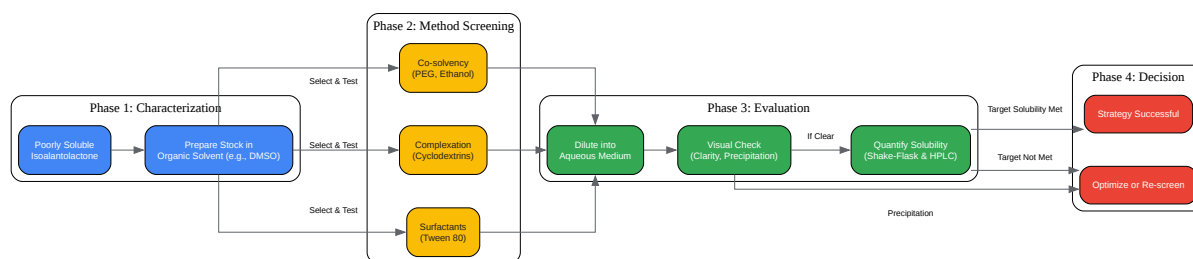 Phase 1: Characterization
Poorly Soluble
Isoalantolactone
Prepare Stock in
Organic Solvent (e.g., DMSO)
Select & Test
Select & Test
Select & Test
Phase 2: Method Screening
Co-solvency
(PEG, Ethanol)
Complexation
(Cyclodextrins)
Surfactants
(Tween 80)
Phase 3: Evaluation
Dilute into
Aqueous Medium
Visual Check
(Clarity, Precipitation)
If Clear
Quantify Solubility
(Shake-Flask & HPLC)
Target Solubility Met
Target Not Met
Precipitation
Phase 4: Decision
Strategy Successful
Optimize or Re-screen